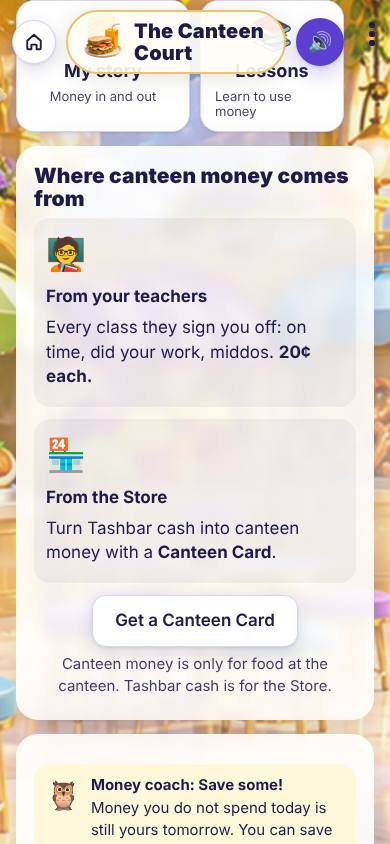 The Canteen
Court
My story
Lessons
Money in and out
Learn to use
money
Where canteen money comes
from
From your teachers
Every class they sign you off: on
time, did your work, middos. 20¢
each.
24
From the Store
Turn Tashbar cash into canteen
money with a Canteen Card.
Get a Canteen Card
Canteen money is only for food at the
canteen. Tashbar cash is for the Store.
Money coach: Save some!
Money you do not spend today is
still yours tomorrow. You can save